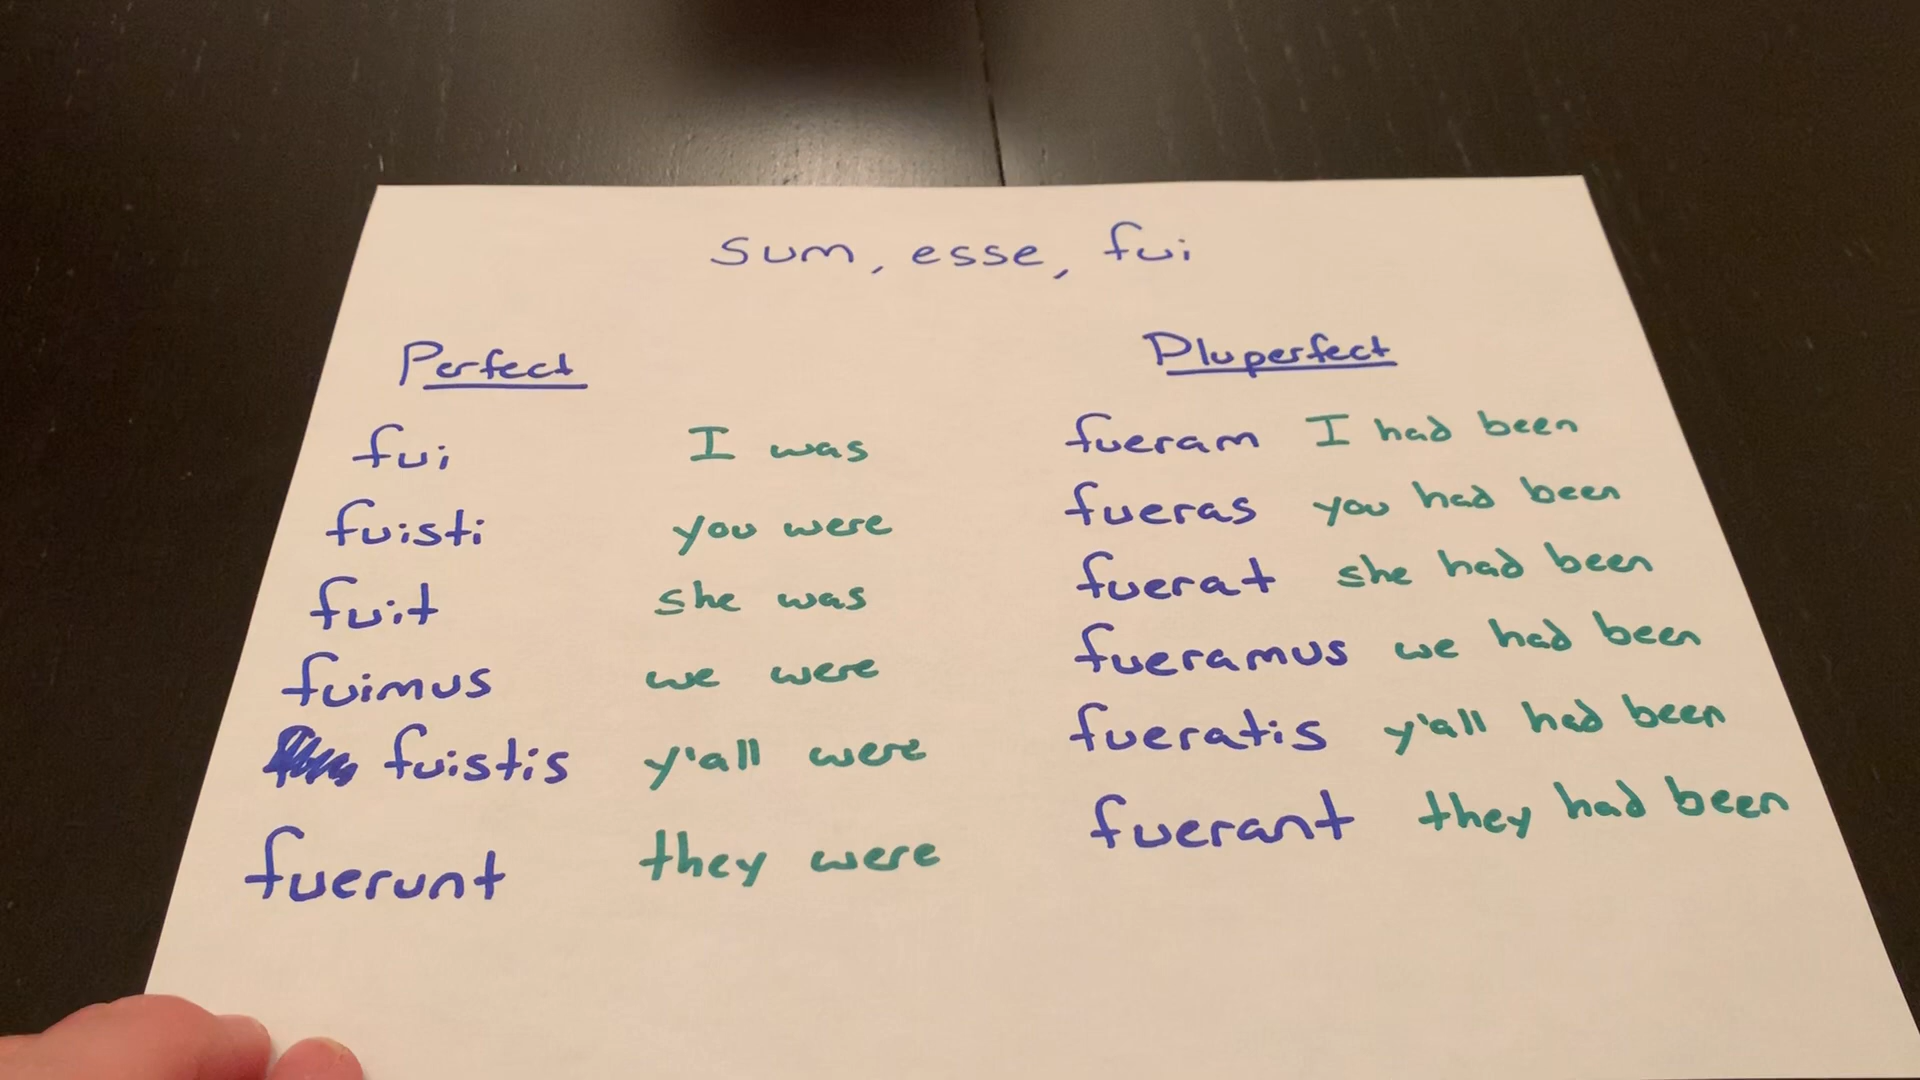 sum, esse, fui
Perfect Pluperfect
fui I was fueram I had been
fuisti you were fueras you had been
fuit she was fuerat she had been
fuimus we were fueramus we had been
fuistis y'all were fueratis y'all had been
fuerunt they were fuerant they had been